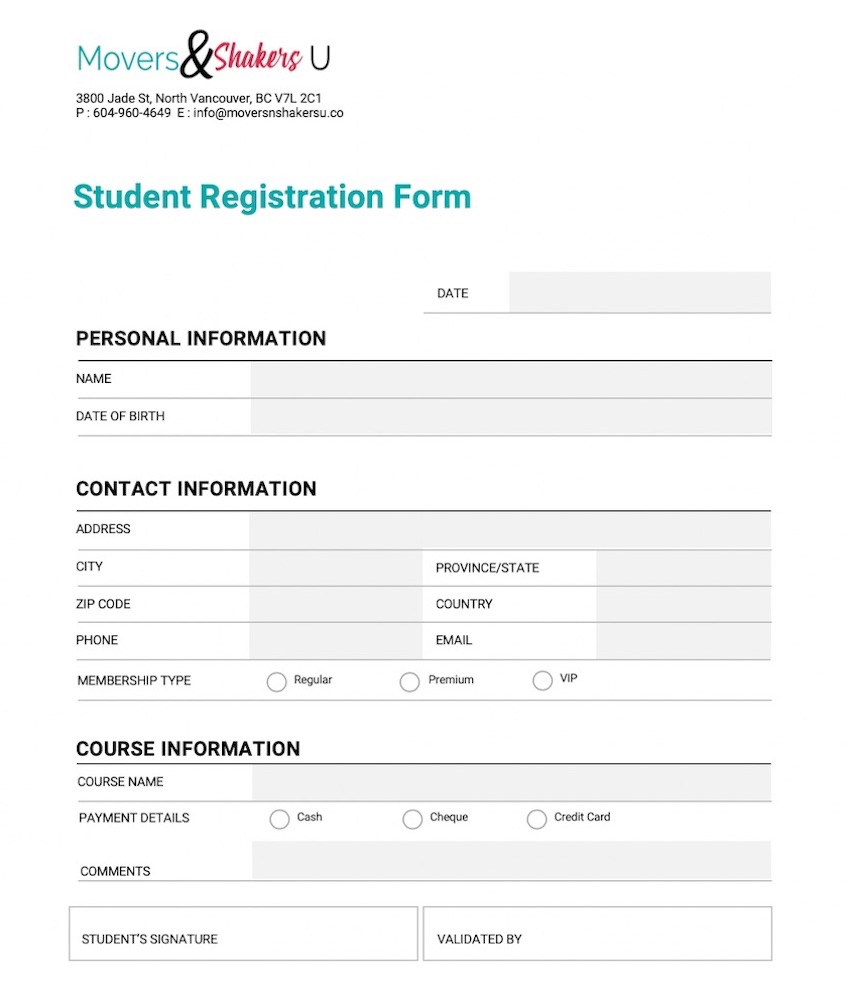 Movers&Shakers U
3800 Jade St, North Vancouver, BC V7L 2C1
P : 604-960-4649 E : info@moversnshakersu.co
Student Registration Form
DATE
PERSONAL INFORMATION
NAME
DATE OF BIRTH
CONTACT INFORMATION
ADDRESS
CITY PROVINCE/STATE
ZIP CODE COUNTRY
PHONE EMAIL
MEMBERSHIP TYPE Regular Premium VIP
COURSE INFORMATION
COURSE NAME
PAYMENT DETAILS Cash Cheque Credit Card
COMMENTS
STUDENT'S SIGNATURE VALIDATED BY